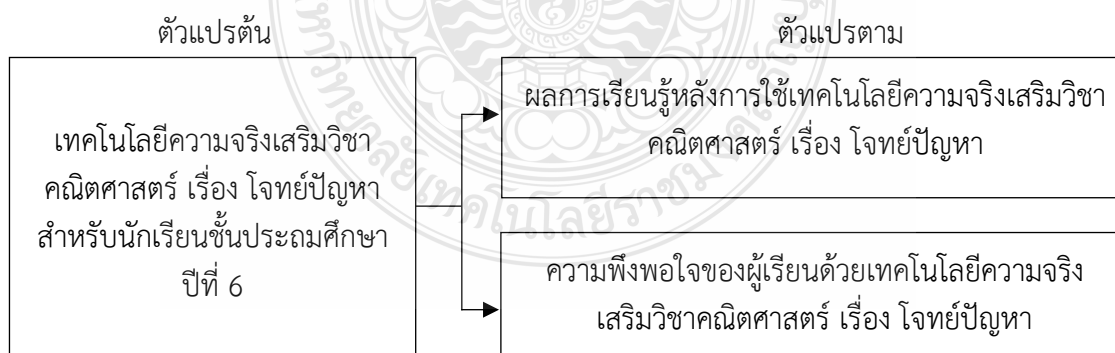 ตัวแปรต้น
ตัวแปรตาม
เทคโนโลยีความจริงเสริมวิชา
คณิตศาสตร์ เรื่อง โจทย์ปัญหา
สำหรับนักเรียนชั้นประถมศึกษา
ปีที่ 6
ผลการเรียนรู้หลังการใช้เทคโนโลยีความจริงเสริมวิชา
คณิตศาสตร์ เรื่อง โจทย์ปัญหา
ความพึงพอใจของผู้เรียนด้วยเทคโนโลยีความจริง
เสริมวิชาคณิตศาสตร์ เรื่อง โจทย์ปัญหา